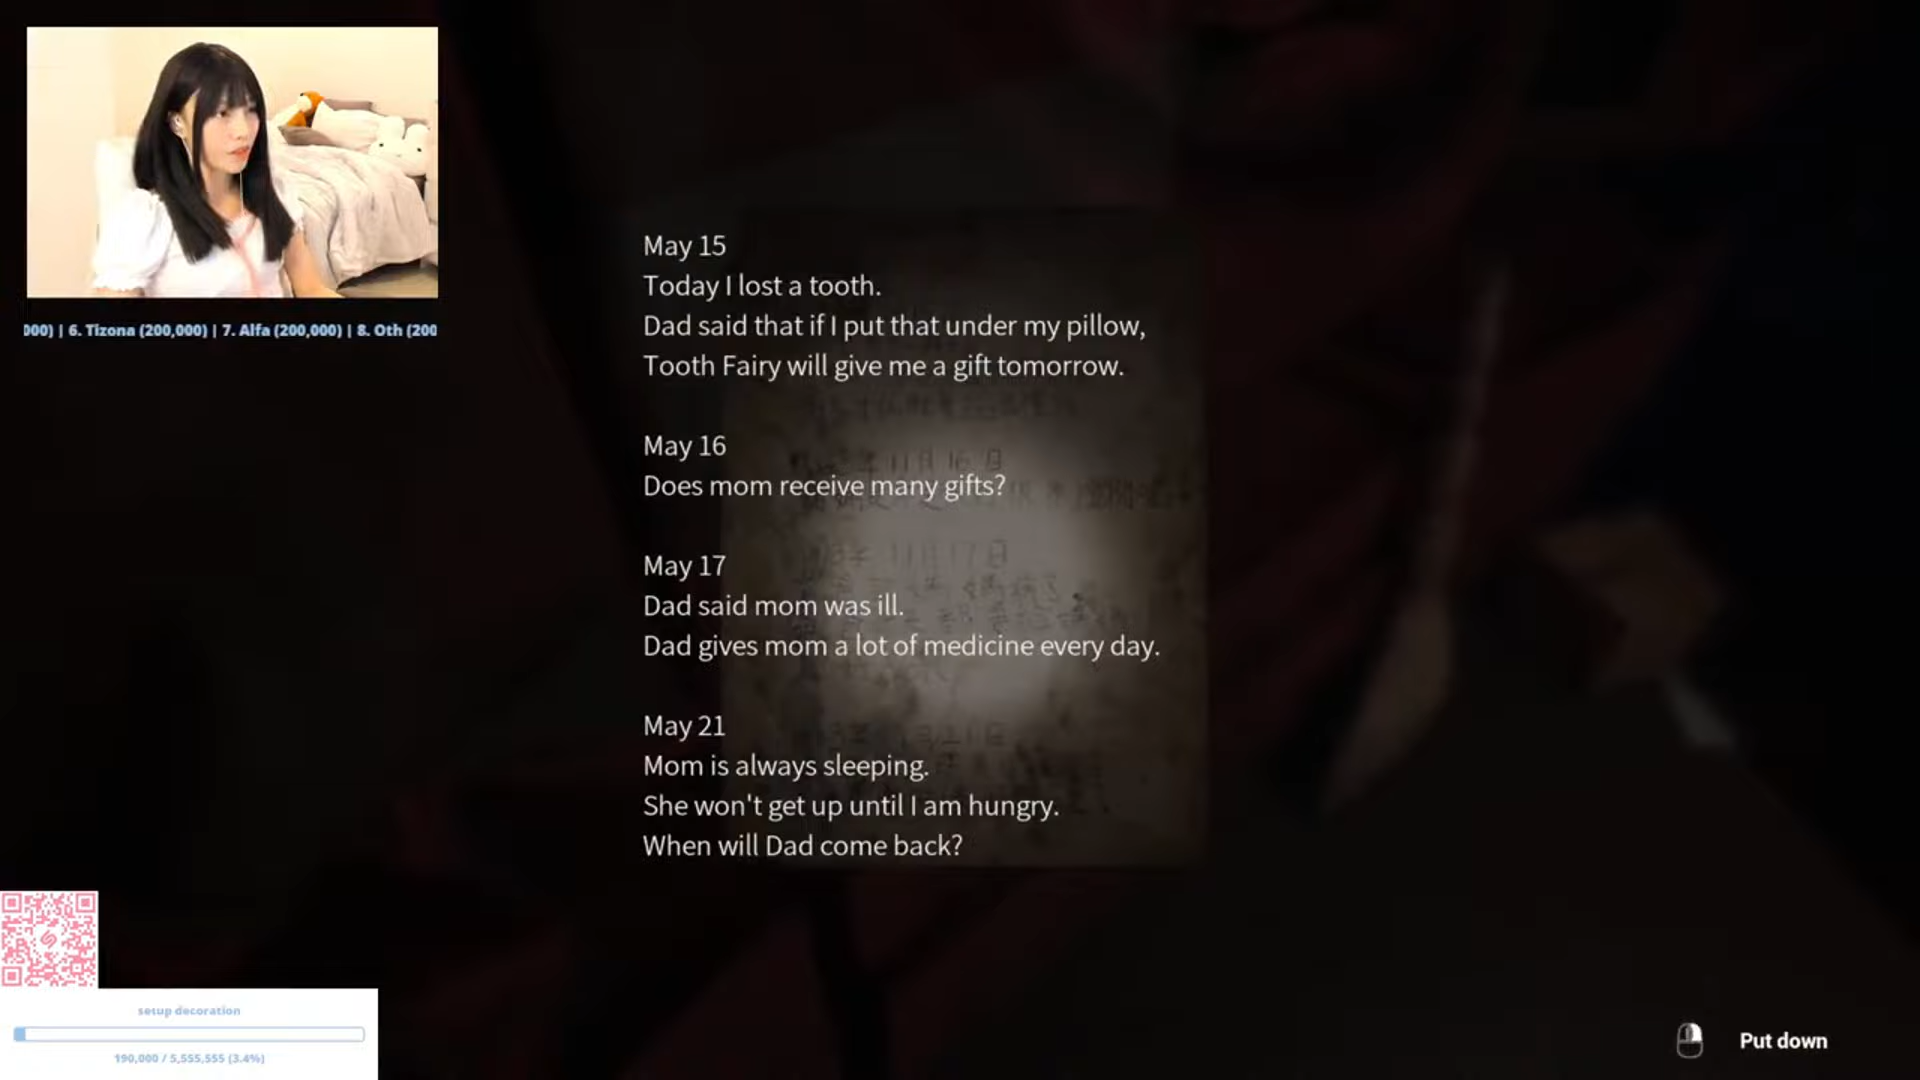 000) | 6. Tizona (200,000) | 7. Alfa (200,000) | 8. Oth (200
May 15
Today I lost a tooth.
Dad said that if I put that under my pillow,
Tooth Fairy will give me a gift tomorrow.
May 16
Does mom receive many gifts?
May 17
Dad said mom was ill.
Dad gives mom a lot of medicine every day.
May 21
Mom is always sleeping.
She won't get up until I am hungry.
When will Dad come back?
setup decoration
190,000 / 5,555,555 (3.4%)
Put down